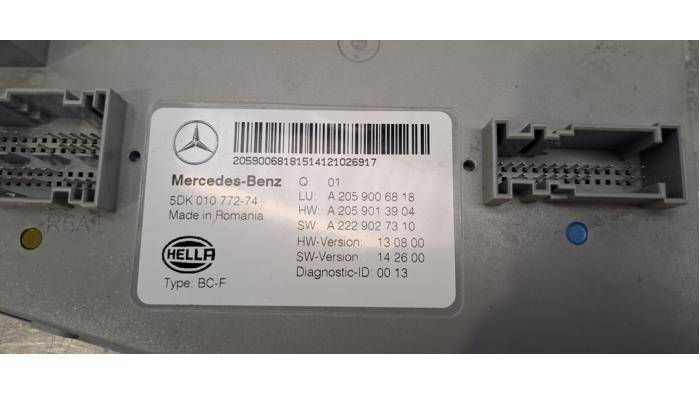 20590068181514121026917
Mercedes-Benz
Q 01
5DK 010 772-74
LU: A 205 900 68 18
Made in Romania
HW: A 205 901 39 04
SW: A 222 902 73 10
HELLA
HW-Version: 13 08 00
SW-Version 14 26 00
Type: BC-F
Diagnostic-ID: 00 13
RBA1